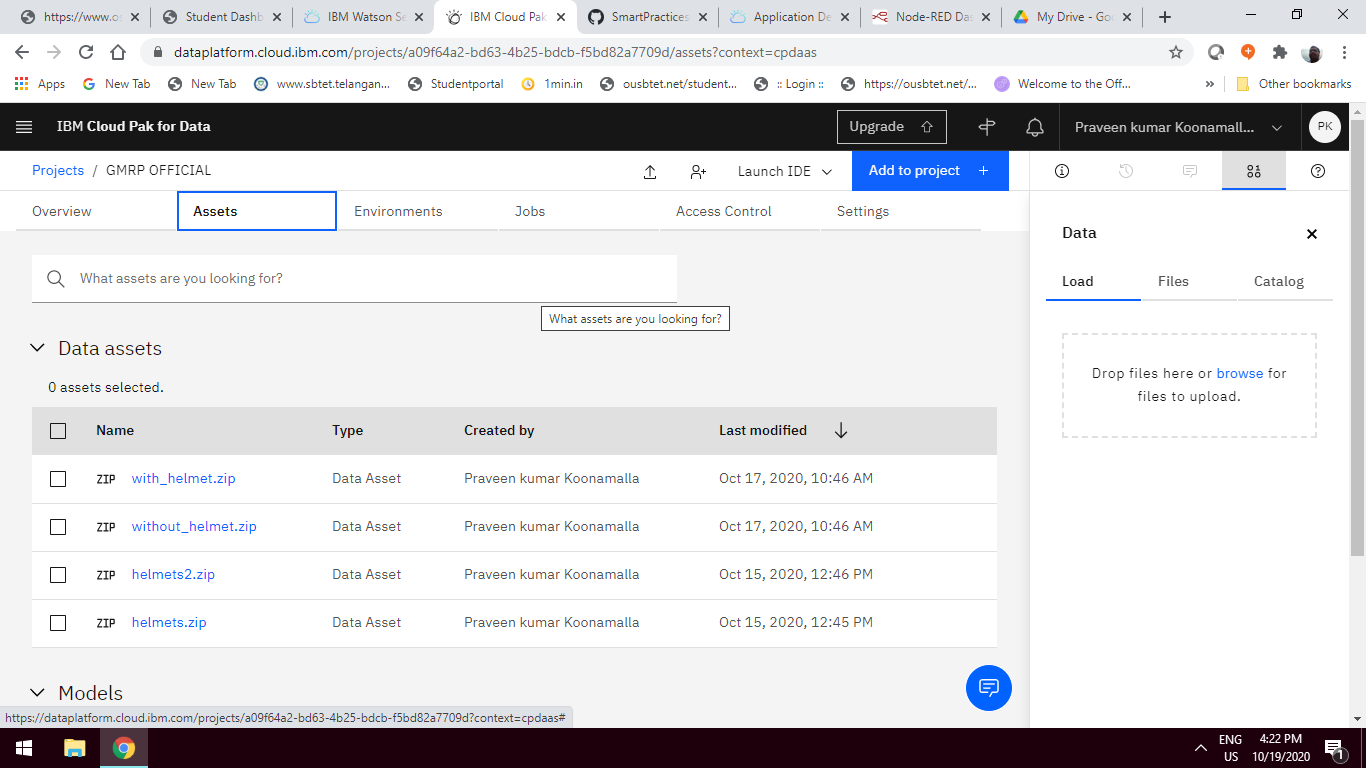 https://www.os
Student Dashb
IBM Watson Se
IBM Cloud Pak
SmartPractices
Application De
Node-RED Das
My Drive - Goo
dataplatform.cloud.ibm.com/projects/a09f64a2-bd63-4b25-bdcb-f5bd82a7709d/assets?context=cpdaas
Apps
New Tab
New Tab
www.sbtet.telangan...
Studentportal
1min.in
ousbtet.net/student...
:: Login ::
https://ousbtet.net/...
Welcome to the Off...
»
Other bookmarks
IBM Cloud Pak for Data
Upgrade
Praveen kumar Koonamall...
PK
Projects / GMRP OFFICIAL
Launch IDE
Add to project +
Overview
Assets
Environments
Jobs
Access Control
Settings
What assets are you looking for?
What assets are you looking for?
Data assets
0 assets selected.
Name Type Created by Last modified
ZIP with_helmet.zip Data Asset Praveen kumar Koonamalla Oct 17, 2020, 10:46 AM
ZIP without_helmet.zip Data Asset Praveen kumar Koonamalla Oct 17, 2020, 10:46 AM
ZIP helmets2.zip Data Asset Praveen kumar Koonamalla Oct 15, 2020, 12:46 PM
ZIP helmets.zip Data Asset Praveen kumar Koonamalla Oct 15, 2020, 12:45 PM
Models
Data
Load
Files
Catalog
Drop files here or browse for
files to upload.
https://dataplatform.cloud.ibm.com/projects/a09f64a2-bd63-4b25-bdcb-f5bd82a7709d?context=cpdaas#
ENG
US
4:22 PM
10/19/2020
1